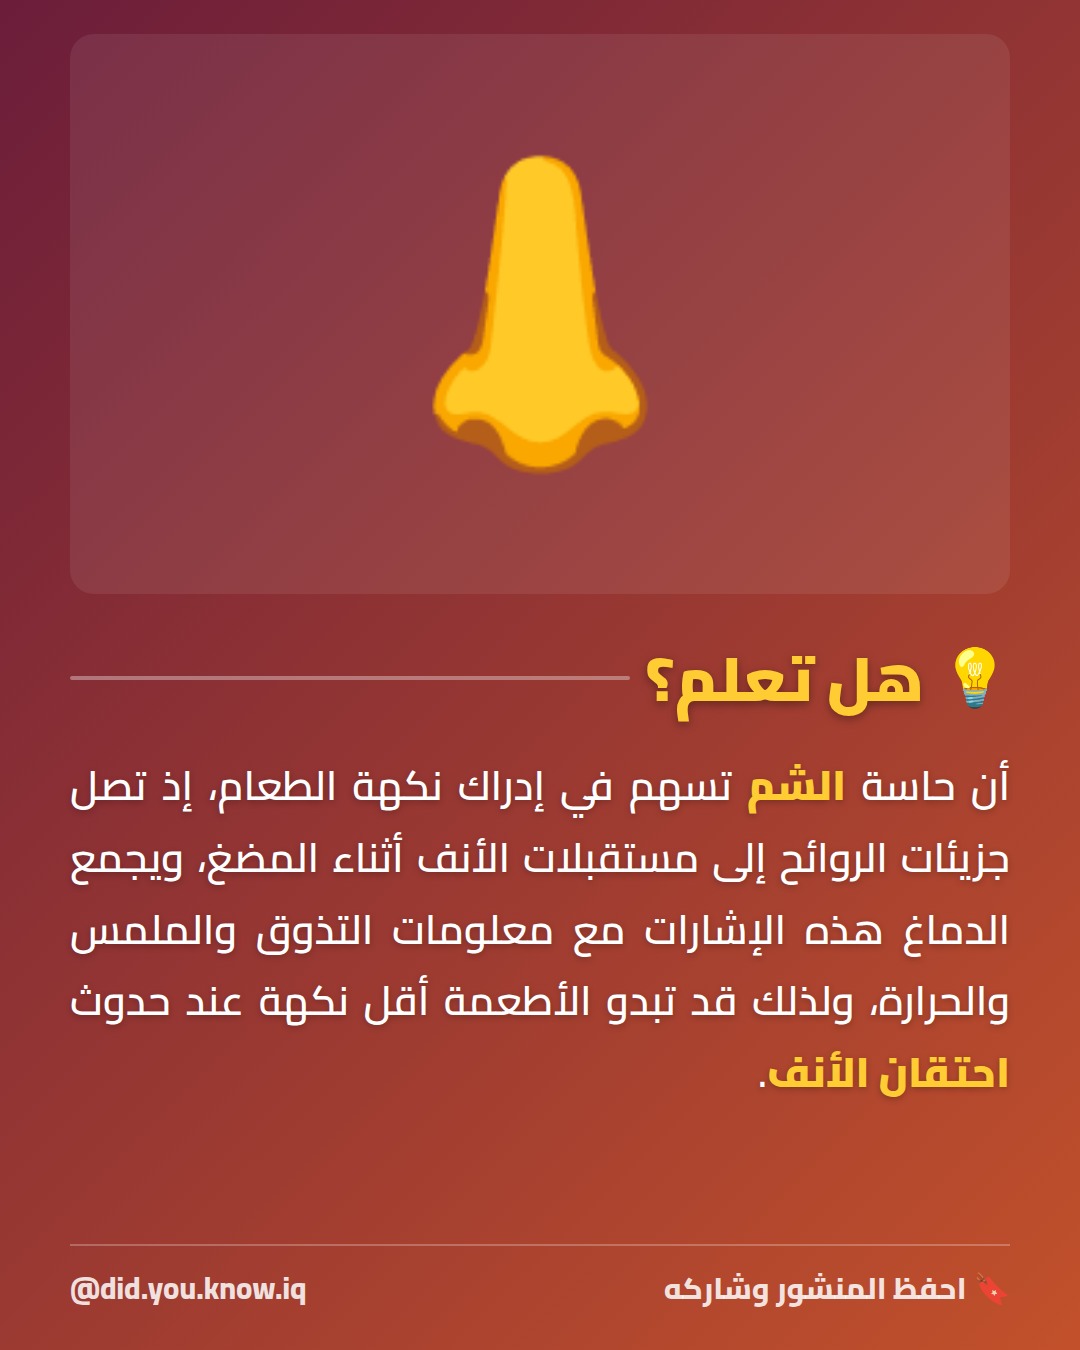 💡 هل تعلم؟
أن حاسة الشم تسهم في إدراك نكهة الطعام، إذ تصل
جزيئات الروائح إلى مستقبلات الأنف أثناء المضغ، ويجمع
الدماغ هذه الإشارات مع معلومات التذوق والملمس
والحرارة، ولذلك قد تبدو الأطعمة أقل نكهة عند حدوث
احتقان الأنف.
🔖 احفظ المنشور وشاركه
@did.you.know.iq